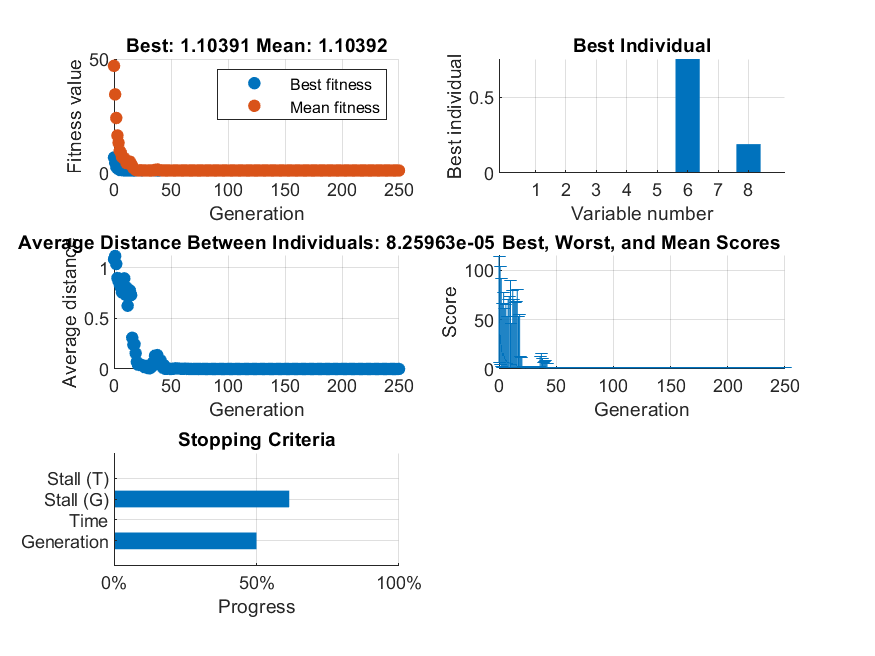 Best: 1.10391 Mean: 1.10392
Fitness value
50
0
Best fitness
Mean fitness
0 50 100 150 200 250
Generation
Best Individual
Best individual
0.5
0
1 2 3 4 5 6 7 8
Variable number
Average Distance Between Individuals: 8.25963e-05
Average distance
1
0.5
0
0 50 100 150 200 250
Generation
Best, Worst, and Mean Scores
Score
100
50
0
0 50 100 150 200 250
Generation
Stopping Criteria
Stall (T)
Stall (G)
Time
Generation
0% 50% 100%
Progress